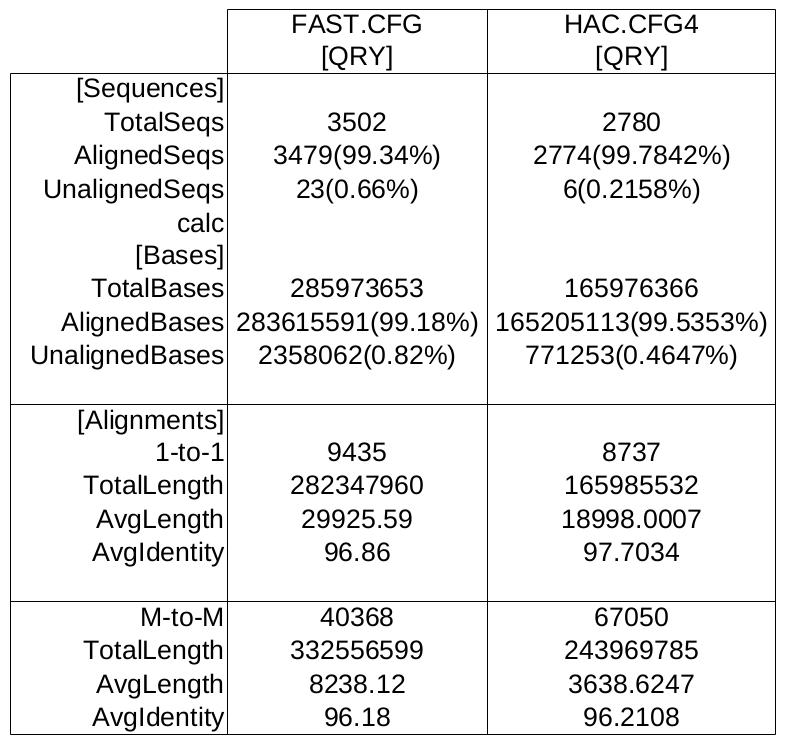 FAST.CFG HAC.CFG4
[QRY] [QRY]
[Sequences]
TotalSeqs 3502 2780
AlignedSeqs 3479(99.34%) 2774(99.7842%)
UnalignedSeqs 23(0.66%) 6(0.2158%)
calc
[Bases]
TotalBases 285973653 165976366
AlignedBases 283615591(99.18%) 165205113(99.5353%)
UnalignedBases 2358062(0.82%) 771253(0.4647%)
[Alignments]
1-to-1 9435 8737
TotalLength 282347960 165985532
AvgLength 29925.59 18998.0007
AvgIdentity 96.86 97.7034
M-to-M 40368 67050
TotalLength 332556599 243969785
AvgLength 8238.12 3638.6247
AvgIdentity 96.18 96.2108